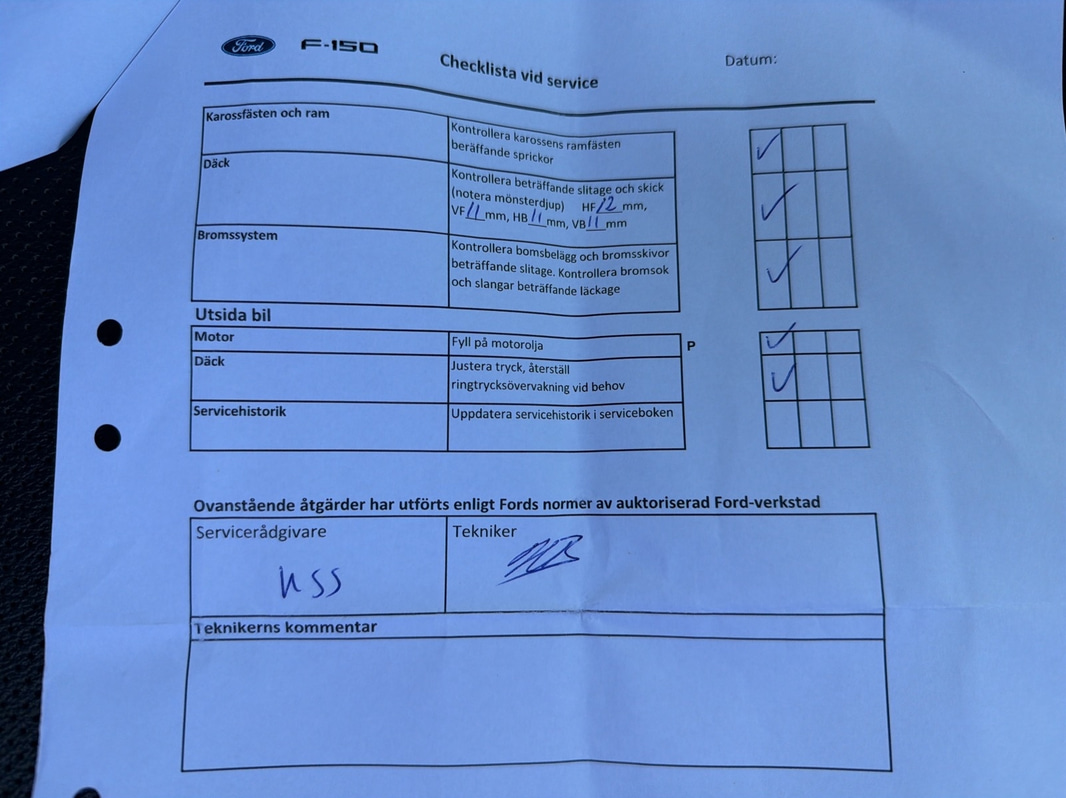 Ford F-150 Checklista vid service Datum:
Karossfästen och ram
Kontrollera karossens ramfästen
beräffande sprickor
Däck
Kontrollera beträffande slitage och skick
(notera mönsterdjup) HF 12 mm,
VF 11 mm, HB 11 mm, VB 11 mm
Bromssystem
Kontrollera bomsbelägg och bromsskivor
beträffande slitage. Kontrollera bromsok
och slangar beträffande läckage
Utsida bil
Motor
Fyll på motorolja
P
Däck
Justera tryck, återställ
ringtrycksövervakning vid behov
Servicehistorik
Uppdatera servicehistorik i serviceboken
Ovanstående åtgärder har utförts enligt Fords normer av auktoriserad Ford-verkstad
Servicerådgivare
Tekniker
Teknikerns kommentar